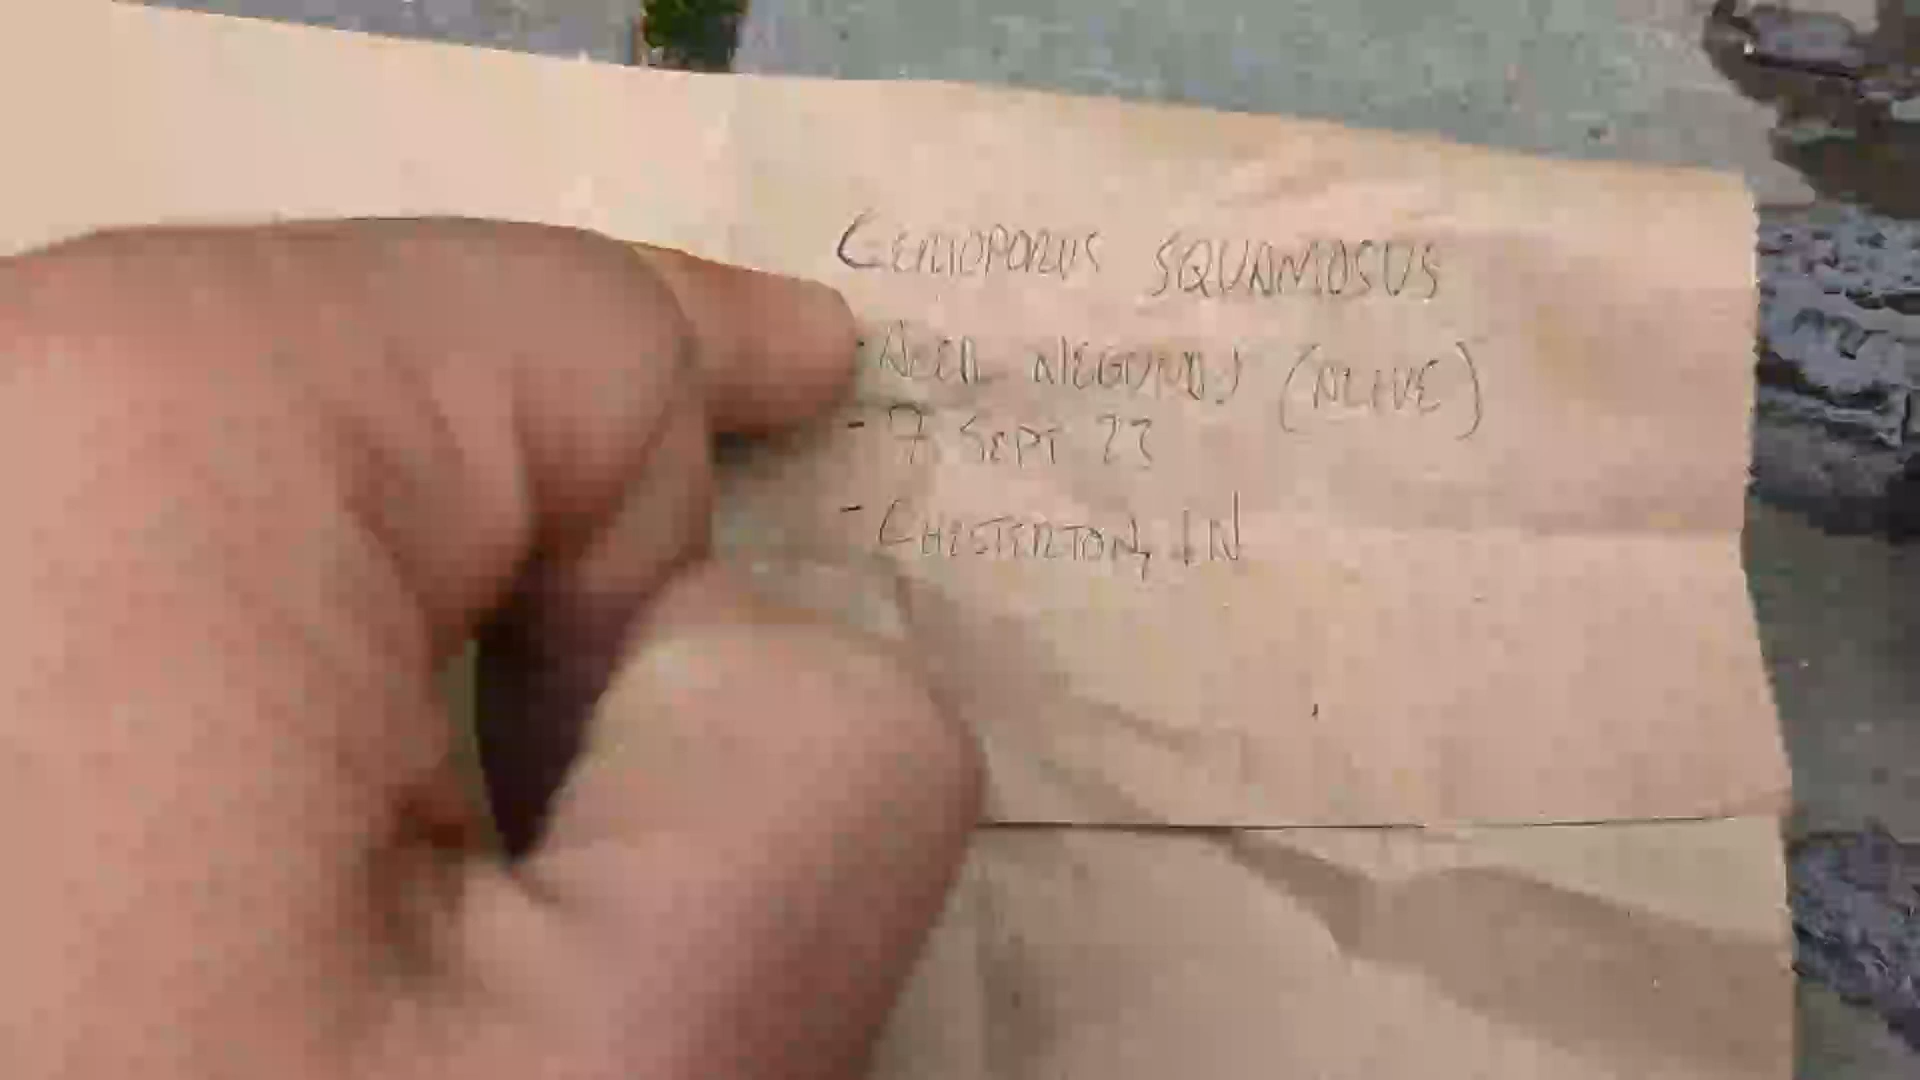 CERIOPORUS SQUAMOSUS
- ACER NEGUNDO (ALIVE)
- 7 SEPT 23
- CHESTERTON, IN